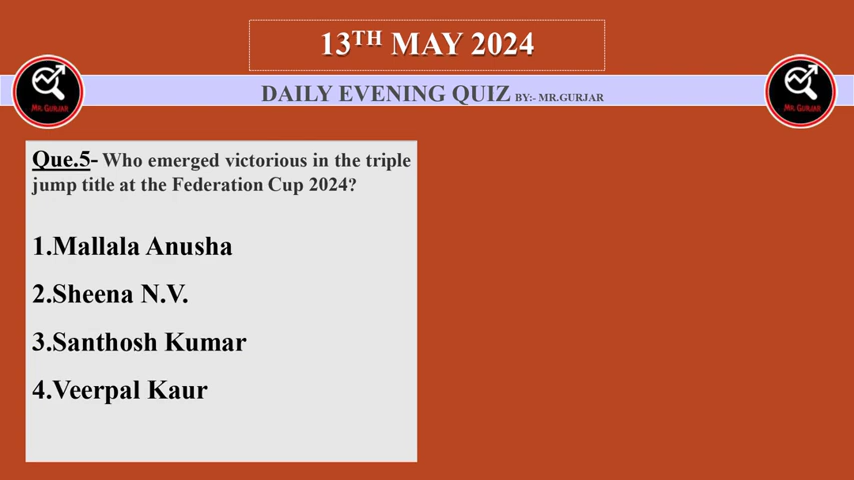 13TH MAY 2024
DAILY EVENING QUIZ BY:- MR.GURJAR
MR.GURJAR
MR.GURJAR
Que.5- Who emerged victorious in the triple
jump title at the Federation Cup 2024?
1.Mallala Anusha
2.Sheena N.V.
3.Santhosh Kumar
4.Veerpal Kaur